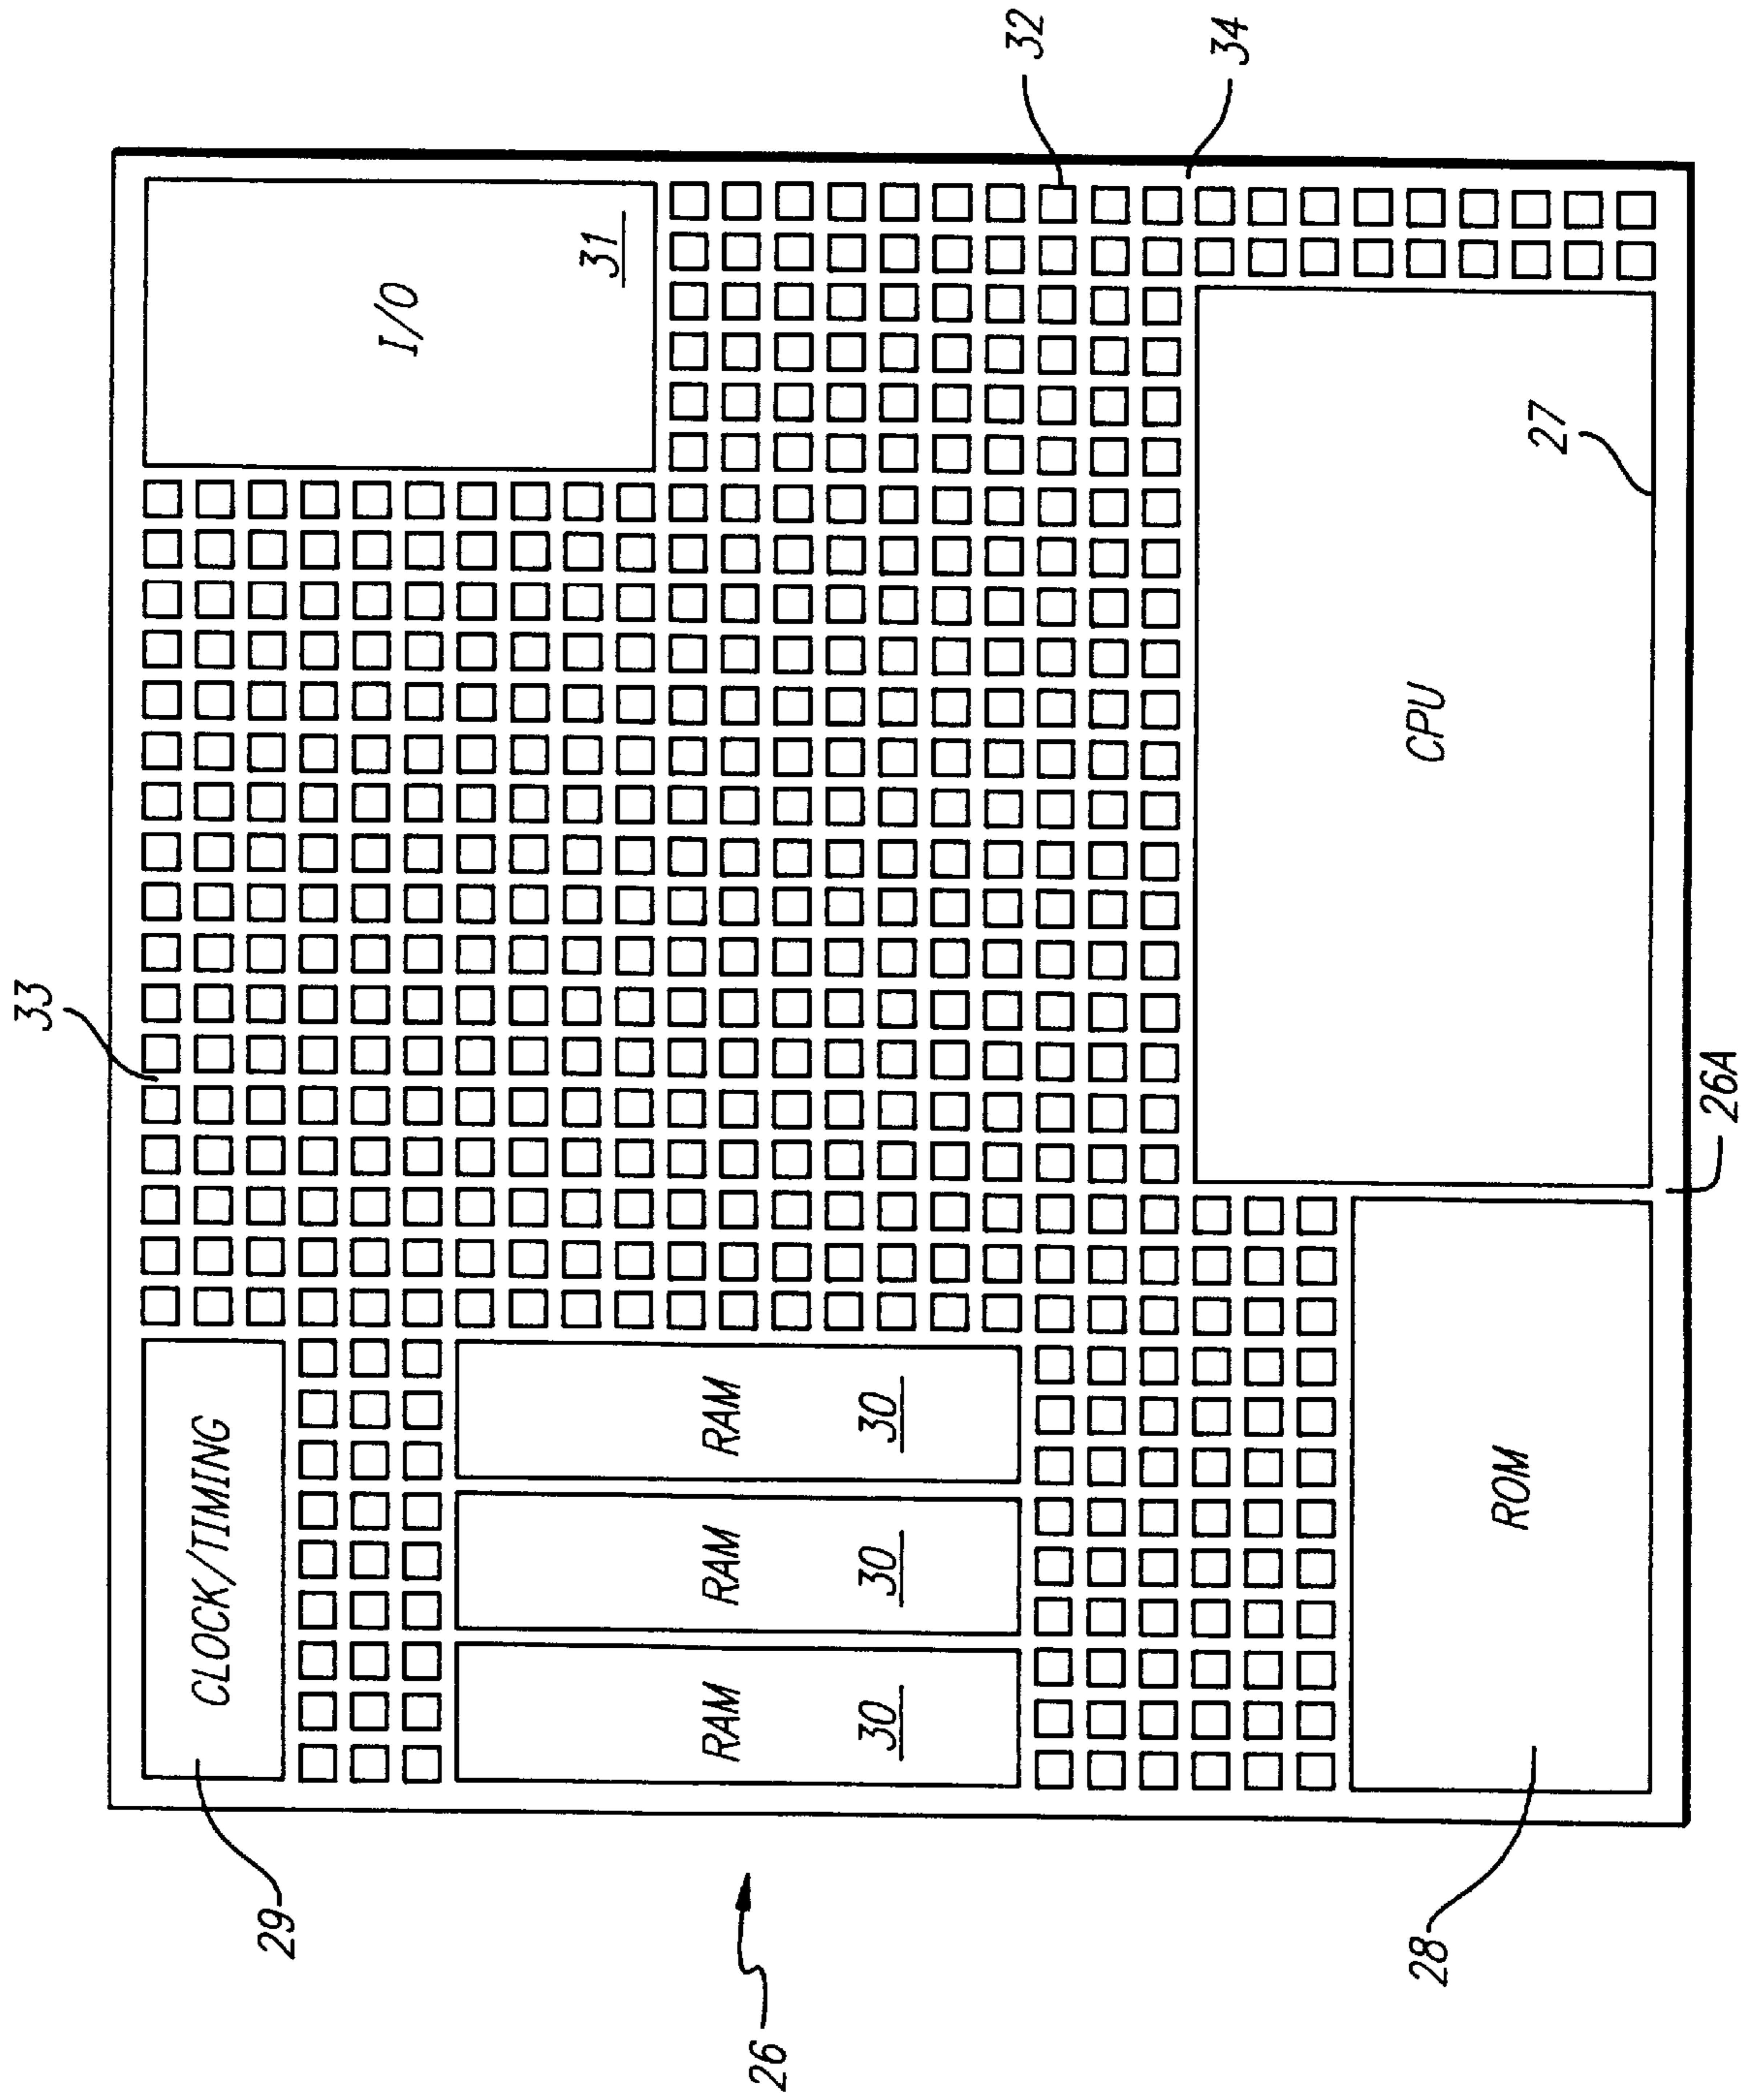 26
29
CLOCK/TIMING
33
I/O
31
RAM
30
RAM
30
RAM
30
32
34
28
ROM
26A
CPU
27